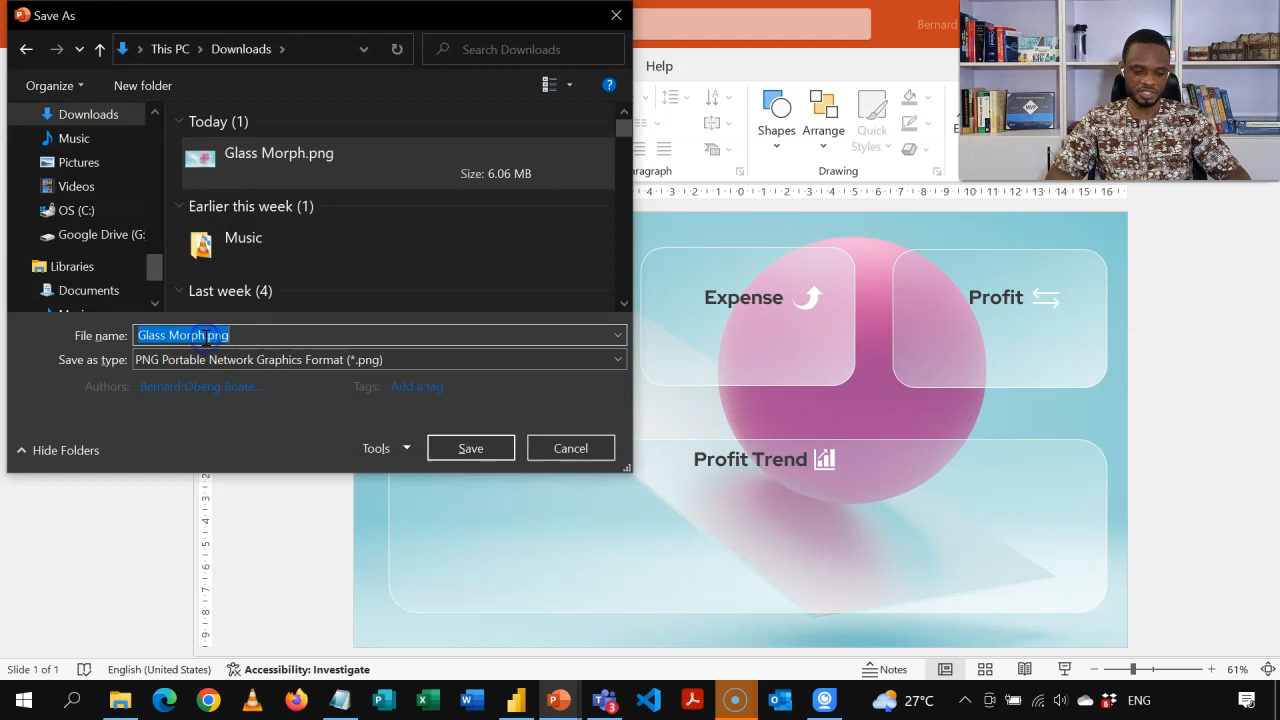 Save As
Bernard
This PC
Downloads
Search Downloads
Help
Organize
New folder
Downloads
Music
Pictures
Videos
OS (C:)
Google Drive (G:
Libraries
Documents
Today (1)
Glass Morph.png
Size: 6.06 MB
Earlier this week (1)
Music
Last week (4)
Shapes
Arrange
Quick
Styles
ragraph
Drawing
File name:
Glass Morph.png
Save as type:
PNG Portable Network Graphics Format (*.png)
Authors:
Bernard Obeng Boate...
Tags:
Add a tag
Hide Folders
Tools
Save
Cancel
Expense
Profit
Profit Trend
Slide 1 of 1
English (United States)
Accessibility: Investigate
Notes
61%
27°C
ENG